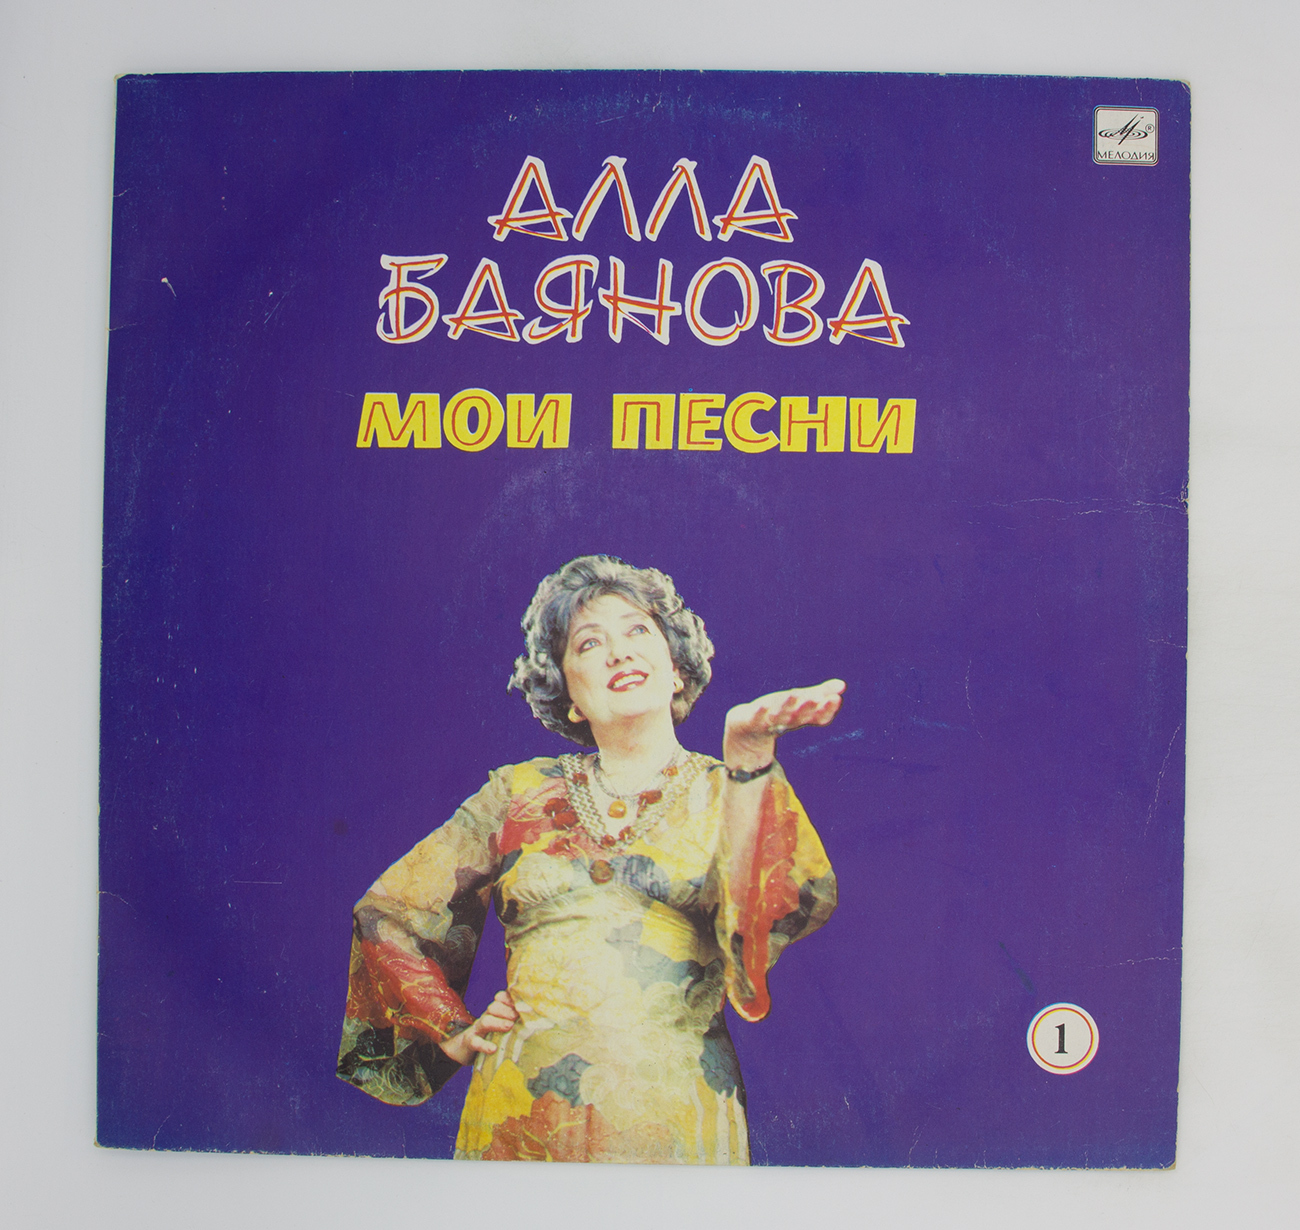 ®
МЕЛОДИЯ
АЛЛА
БАЯНОВА
МОИ ПЕСНИ
1